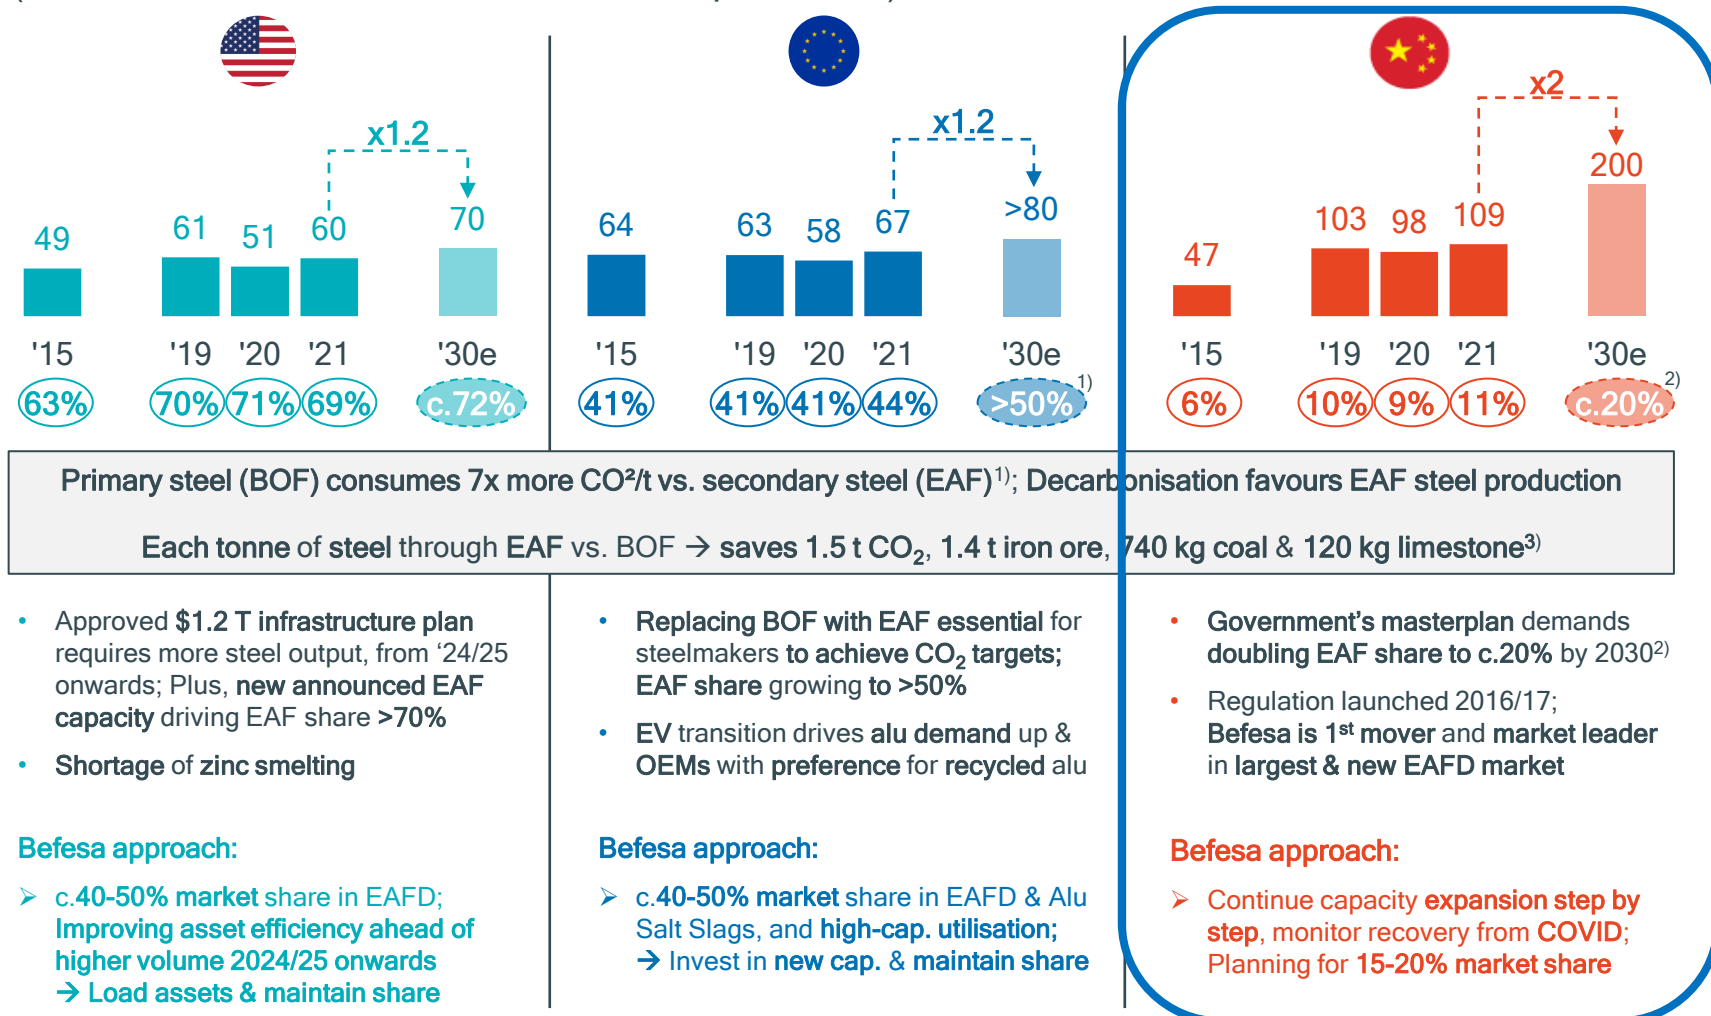 x1.2
49
61
51
60
70
'15
'19
'20
'21
'30e
63%
70%
71%
69%
c.72%
x1.2
64
63
58
67
>80
'15
'19
'20
'21
'30e
41%
41%
41%
44%
>50%
1)
x2
47
103
98
109
200
'15
'19
'20
'21
'30e
6%
10%
9%
11%
c.20%
2)
Primary steel (BOF) consumes 7x more CO²/t vs. secondary steel (EAF)1); Decarbonisation favours EAF steel production
Each tonne of steel through EAF vs. BOF → saves 1.5 t CO₂, 1.4 t iron ore, 740 kg coal & 120 kg limestone3)
• Approved $1.2 T infrastructure plan
requires more steel output, from ‘24/25
onwards; Plus, new announced EAF
capacity driving EAF share >70%
• Shortage of zinc smelting
Befesa approach:
➢ c.40-50% market share in EAFD;
Improving asset efficiency ahead of
higher volume 2024/25 onwards
→ Load assets & maintain share
• Replacing BOF with EAF essential for
steelmakers to achieve CO₂ targets;
EAF share growing to >50%
• EV transition drives alu demand up &
OEMs with preference for recycled alu
Befesa approach:
➢ c.40-50% market share in EAFD & Alu
Salt Slags, and high-cap. utilisation;
→ Invest in new cap. & maintain share
• Government’s masterplan demands
doubling EAF share to c.20% by 20302)
• Regulation launched 2016/17;
Befesa is 1st mover and market leader
in largest & new EAFD market
Befesa approach:
➢ Continue capacity expansion step by
step, monitor recovery from COVID;
Planning for 15-20% market share